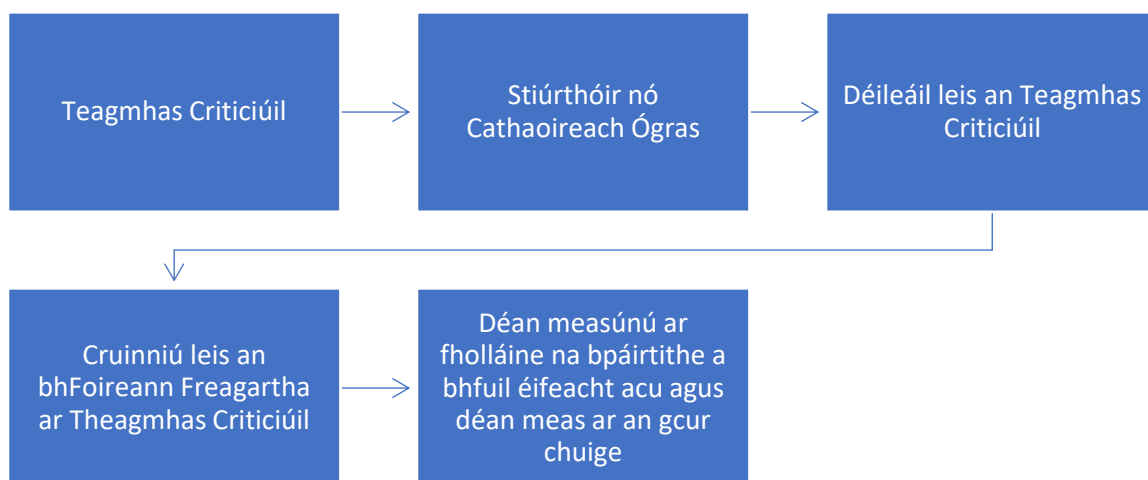 Teagmhas Criticiúil
Stiúrthóir nó
Cathaoireach Ógras
Déileáil leis an Teagmhas
Criticiúil
Cruinniú leis an
bhFoireann Freagartha
ar Theagmhas Criticiúil
Déan measúnú ar
fholláine na bpáirtithe a
bhfuil éifeacht acu agus
déan meas ar an gcur
chuige